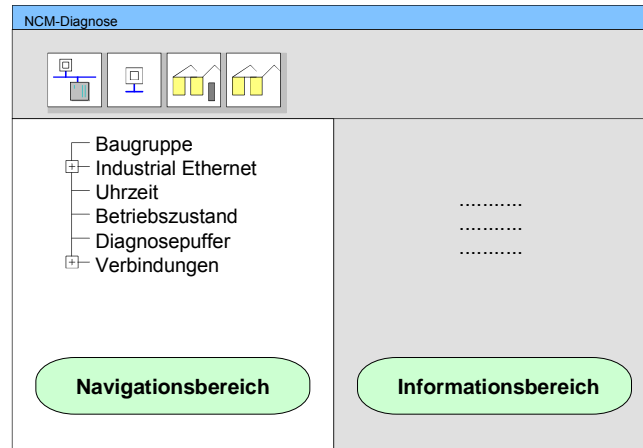 NCM-Diagnose
Baugruppe
Industrial Ethernet
Uhrzeit
Betriebszustand
Diagnosepuffer
Verbindungen
...........
...........
...........
Navigationsbereich
Informationsbereich